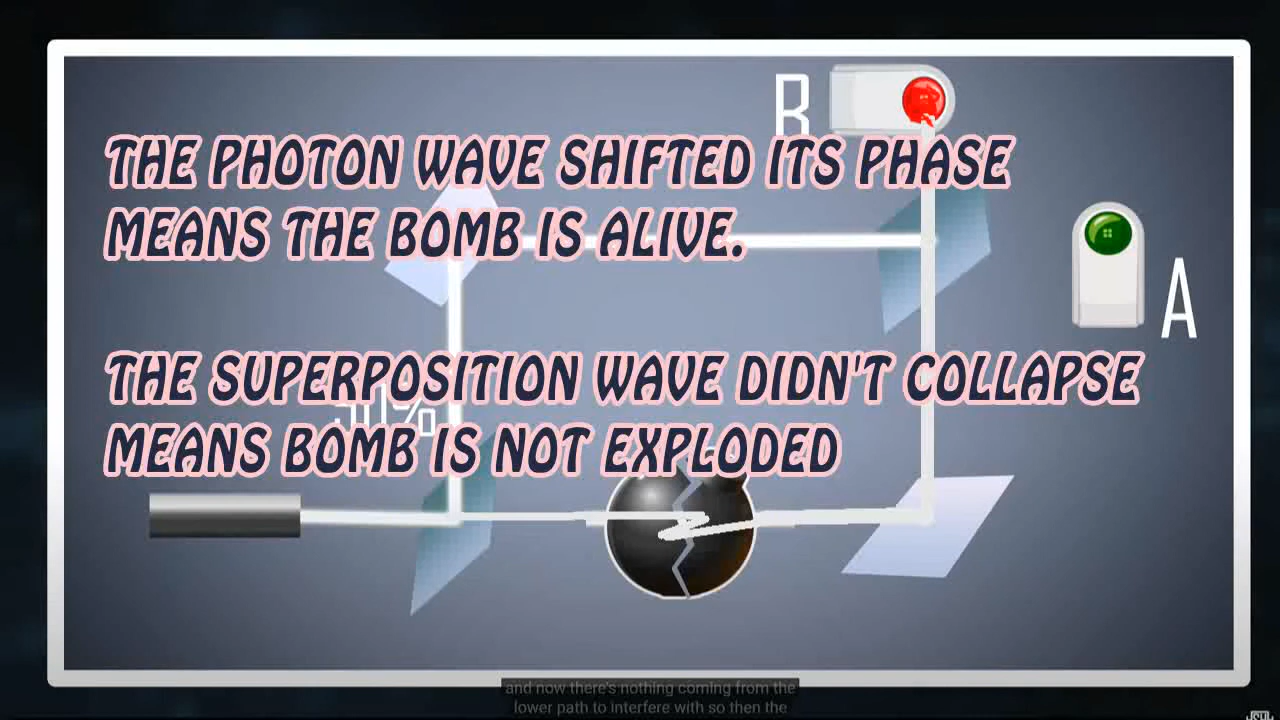 B
THE PHOTON WAVE SHIFTED ITS PHASE
MEANS THE BOMB IS ALIVE.
A
THE SUPERPOSITION WAVE DIDN'T COLLAPSE
50%
MEANS BOMB IS NOT EXPLODED
and now there's nothing coming from the
lower path to interfere with so then the